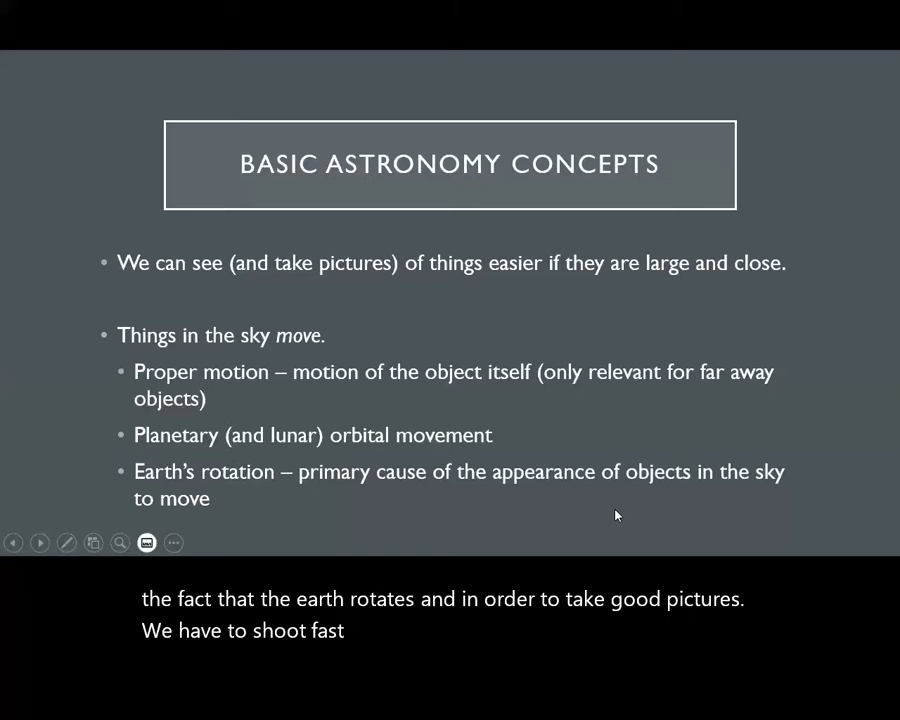 BASIC ASTRONOMY CONCEPTS
• We can see (and take pictures) of things easier if they are large and close.
• Things in the sky move.
• Proper motion – motion of the object itself (only relevant for far away
objects)
• Planetary (and lunar) orbital movement
• Earth's rotation – primary cause of the appearance of objects in the sky
to move
the fact that the earth rotates and in order to take good pictures.
We have to shoot fast